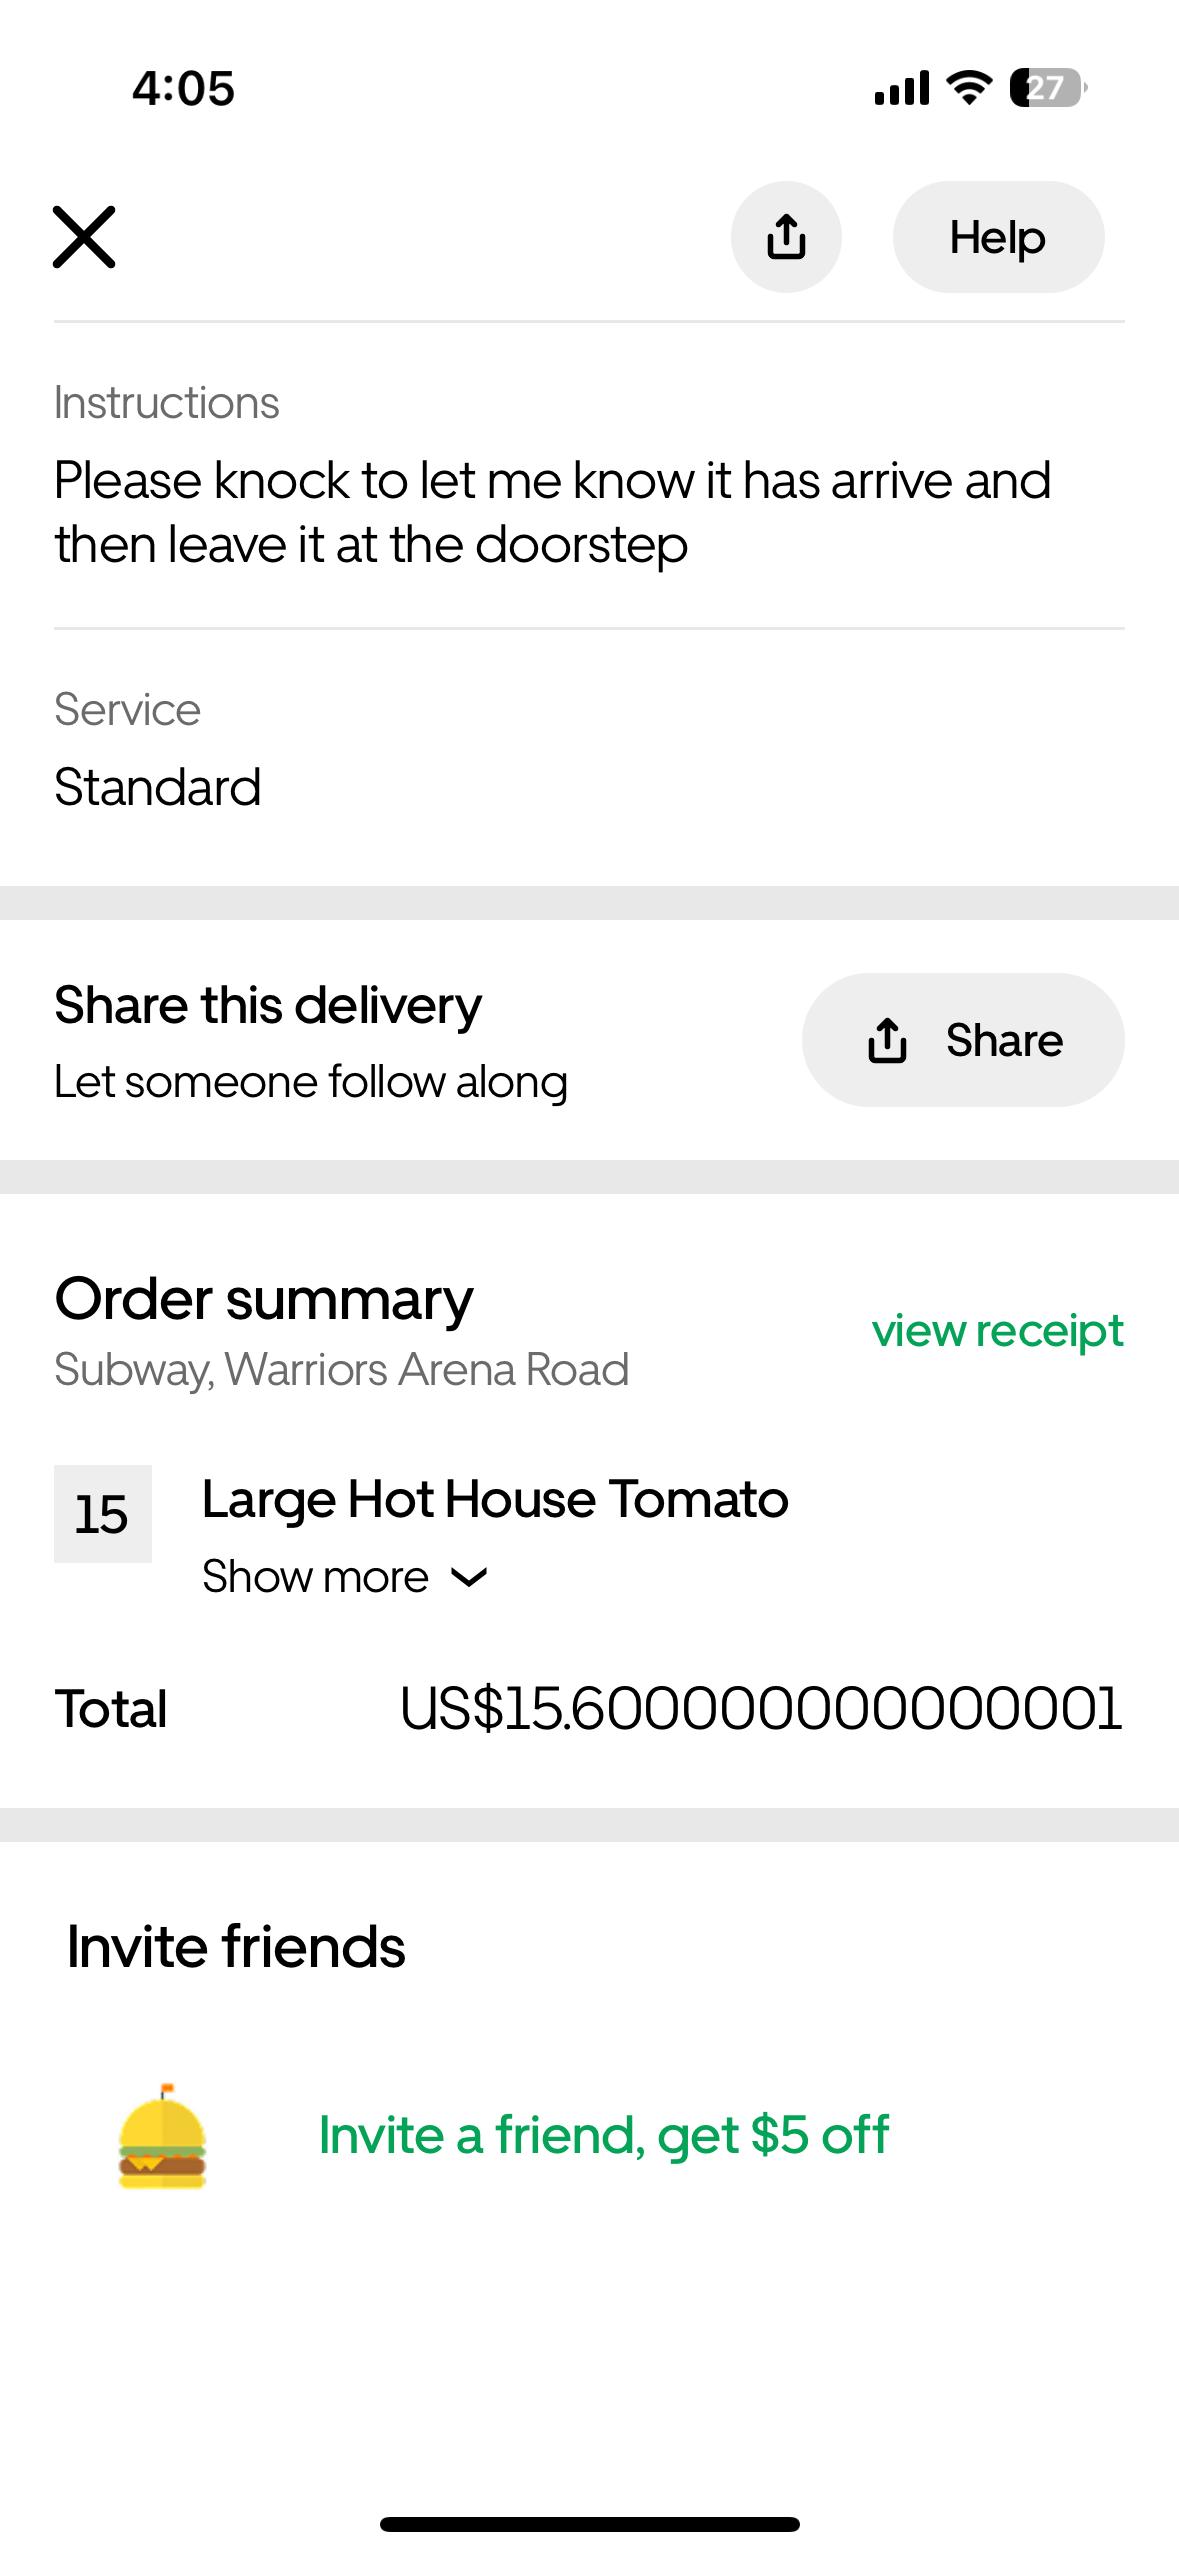 4:05
27
Help
Instructions
Please knock to let me know it has arrive and
then leave it at the doorstep
Service
Standard
Share this delivery
Let someone follow along
Share
Order summary
Subway, Warriors Arena Road
view receipt
15
Large Hot House Tomato
Show more
Total
US$15.600000000000001
Invite friends
Invite a friend, get $5 off